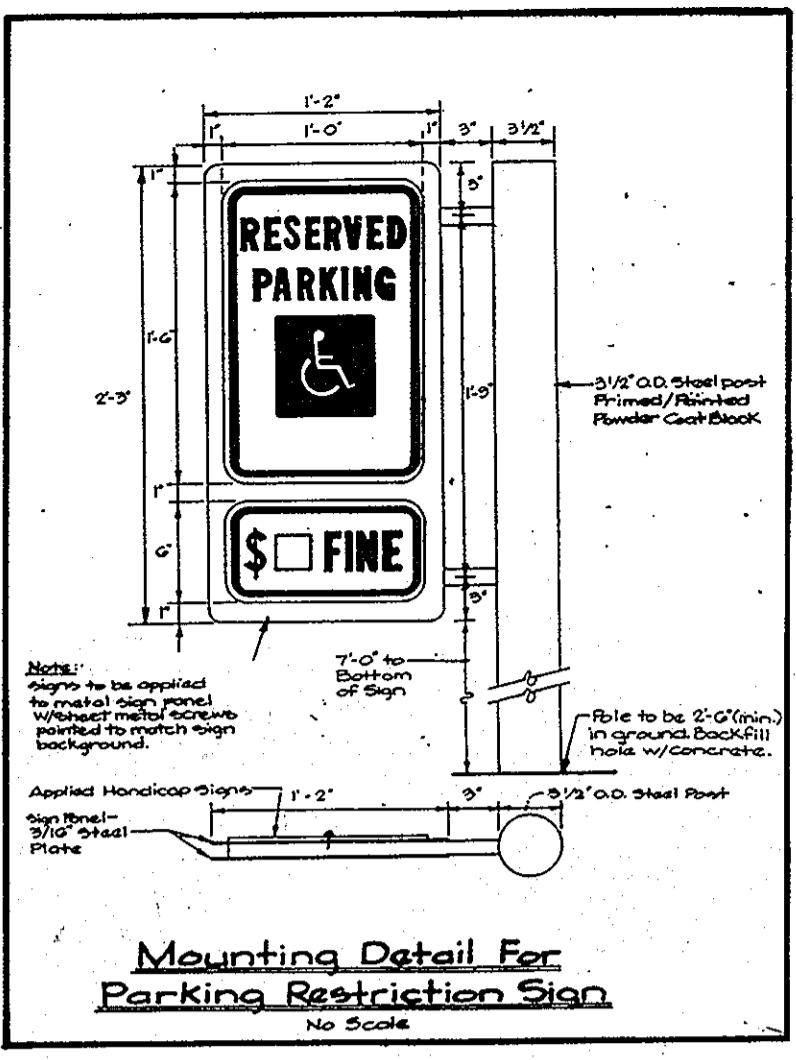 1'-2"
1" 1'-0" 1" 3" 3 1/2"
1"
3"
RESERVED
PARKING
1'-6"
2'-3"
1'-9"
3 1/2" O.D. Steel post
Primed/Painted
Powder Coat Black
1"
6"
$ FINE
3"
1"
7'-0" to
Bottom
of Sign
Note:
signs to be applied
to metal sign panel
w/sheet metal screws
painted to match sign
background.
Pole to be 2'-6" (min.)
in ground. Backfill
hole w/concrete.
Applied Handicap Signs
1'-2" 3" 3 1/2" O.D. Steel Post
Sign Panel-
3/16" Steel
Plate
Mounting Detail For
Parking Restriction Sign
No Scale